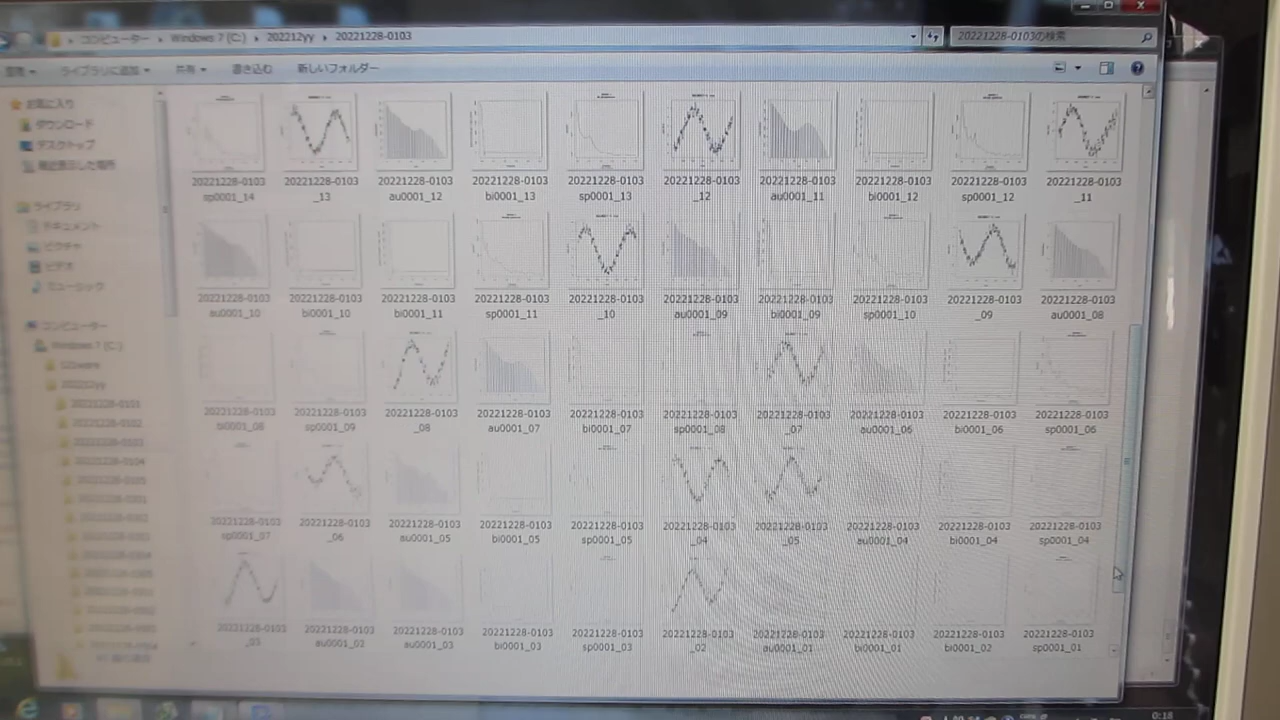 コンピューター ▸ Windows 7 (C:) ▸ 202212yy ▸ 20221228-0103
20221228-0103の検索
ライブラリに追加 共有 書き込む 新しいフォルダー
お気に入り
ダウンロード
デスクトップ
最近表示した場所
ライブラリ
ドキュメント
ピクチャ
ビデオ
ミュージック
コンピューター
Windows 7 (C:)
202212yy
20221228-0101
20221228-0102
20221228-0103
20221228-0104
20221228-0103 20221228-0103 20221228-0103 20221228-0103 20221228-0103 20221228-0103 20221228-0103 20221228-0103 20221228-0103 20221228-0103
sp0001_14 _13 au0001_12 bi0001_13 sp0001_13 _12 au0001_11 bi0001_12 sp0001_12 _11
20221228-0103 20221228-0103 20221228-0103 20221228-0103 20221228-0103 20221228-0103 20221228-0103 20221228-0103 20221228-0103 20221228-0103
au0001_10 bi0001_10 bi0001_11 sp0001_11 _10 au0001_09 bi0001_09 sp0001_10 _09 au0001_08
20221228-0103 20221228-0103 20221228-0103 20221228-0103 20221228-0103 20221228-0103 20221228-0103 20221228-0103 20221228-0103 20221228-0103
bi0001_08 sp0001_09 _08 au0001_07 bi0001_07 sp0001_08 _07 au0001_06 bi0001_06 sp0001_06
20221228-0103 20221228-0103 20221228-0103 20221228-0103 20221228-0103 20221228-0103 20221228-0103 20221228-0103 20221228-0103 20221228-0103
sp0001_07 _06 au0001_05 bi0001_05 sp0001_05 _04 _05 au0001_04 bi0001_04 sp0001_04
20221228-0103 20221228-0103 20221228-0103 20221228-0103 20221228-0103 20221228-0103 20221228-0103 20221228-0103 20221228-0103 20221228-0103
_03 au0001_02 au0001_03 bi0001_03 sp0001_03 _02 au0001_01 bi0001_01 bi0001_02 sp0001_01
0:18